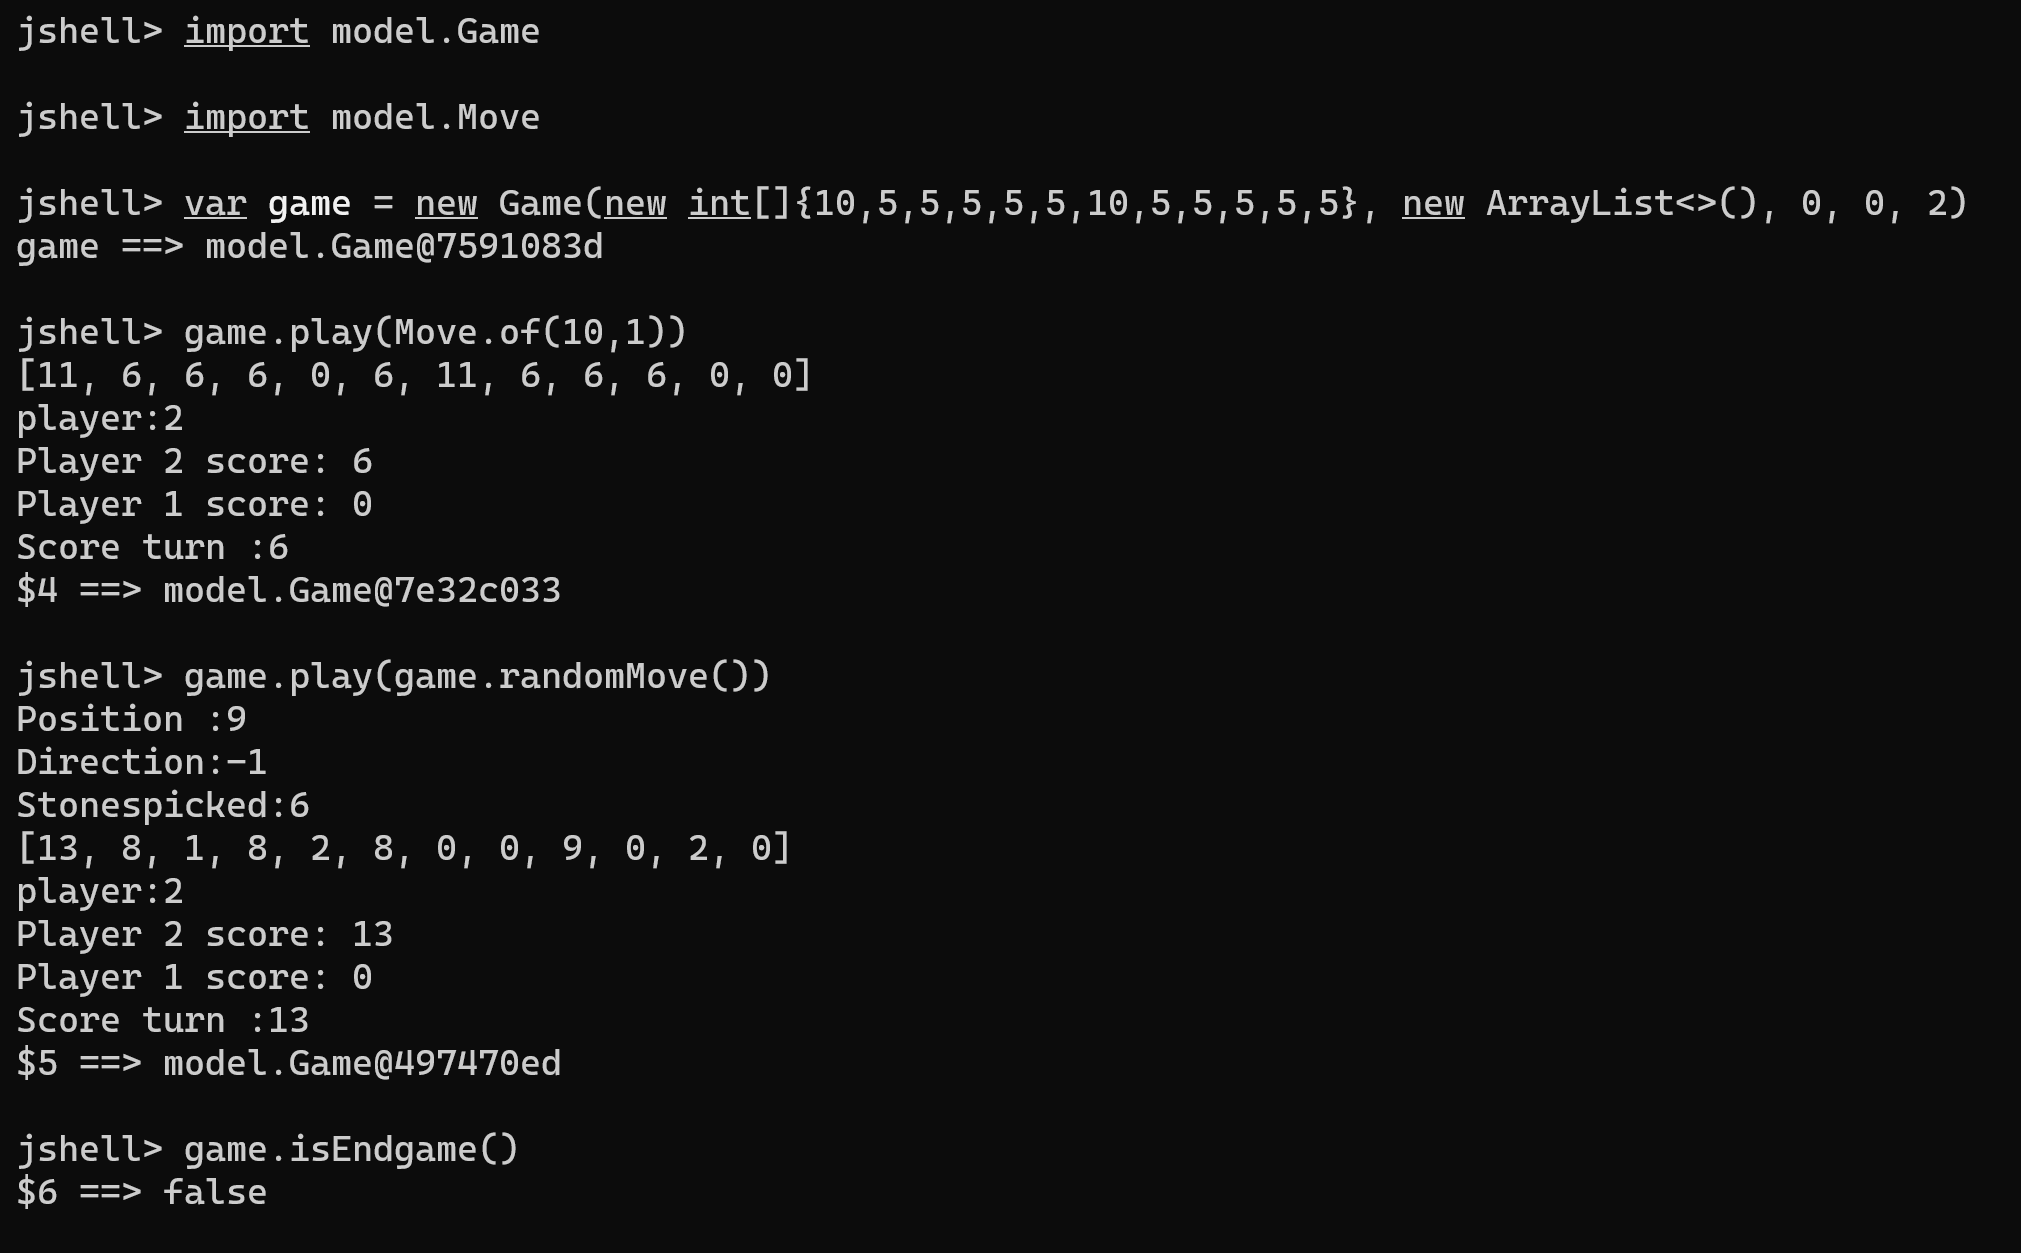 jshell> import model.Game
jshell> import model.Move
jshell> var game = new Game(new int[]{10,5,5,5,5,5,10,5,5,5,5,5}, new ArrayList<>(), 0, 0, 2)
game ==> model.Game@7591083d
jshell> game.play(Move.of(10,1))
[11, 6, 6, 6, 0, 6, 11, 6, 6, 6, 0, 0]
player:2
Player 2 score: 6
Player 1 score: 0
Score turn :6
$4 ==> model.Game@7e32c033
jshell> game.play(game.randomMove())
Position :9
Direction:-1
Stonespicked:6
[13, 8, 1, 8, 2, 8, 0, 0, 9, 0, 2, 0]
player:2
Player 2 score: 13
Player 1 score: 0
Score turn :13
$5 ==> model.Game@497470ed
jshell> game.isEndgame()
$6 ==> false